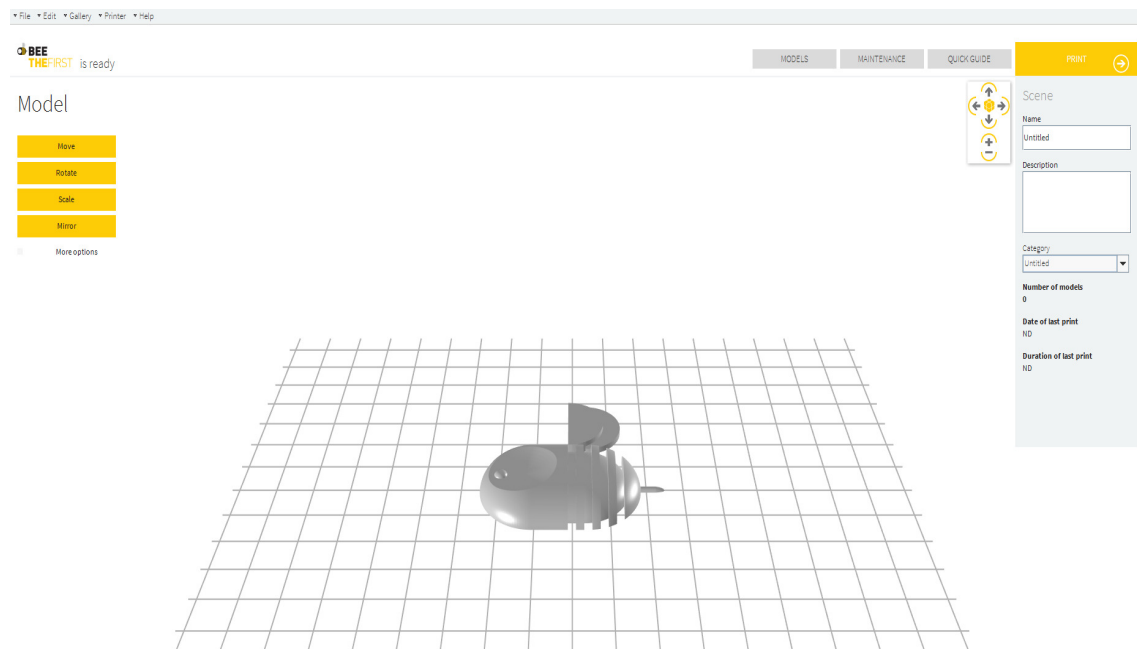 File Edit Gallery Printer Help
BEE
THEFIRST is ready
MODELS MAINTENANCE QUICK GUIDE PRINT
Model
Move
Rotate
Scale
Mirror
More options
Scene
Name
Untitled
Description
Category
Untitled
Number of models
0
Date of last print
ND
Duration of last print
ND